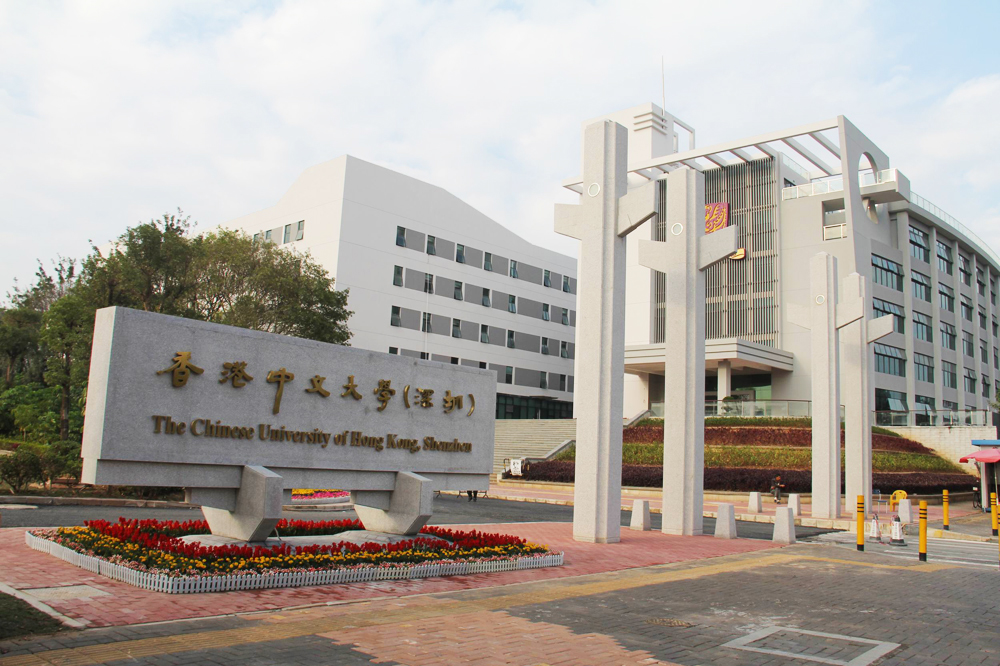 香港中文大學(深圳)
The Chinese University of Hong Kong, Shenzhen